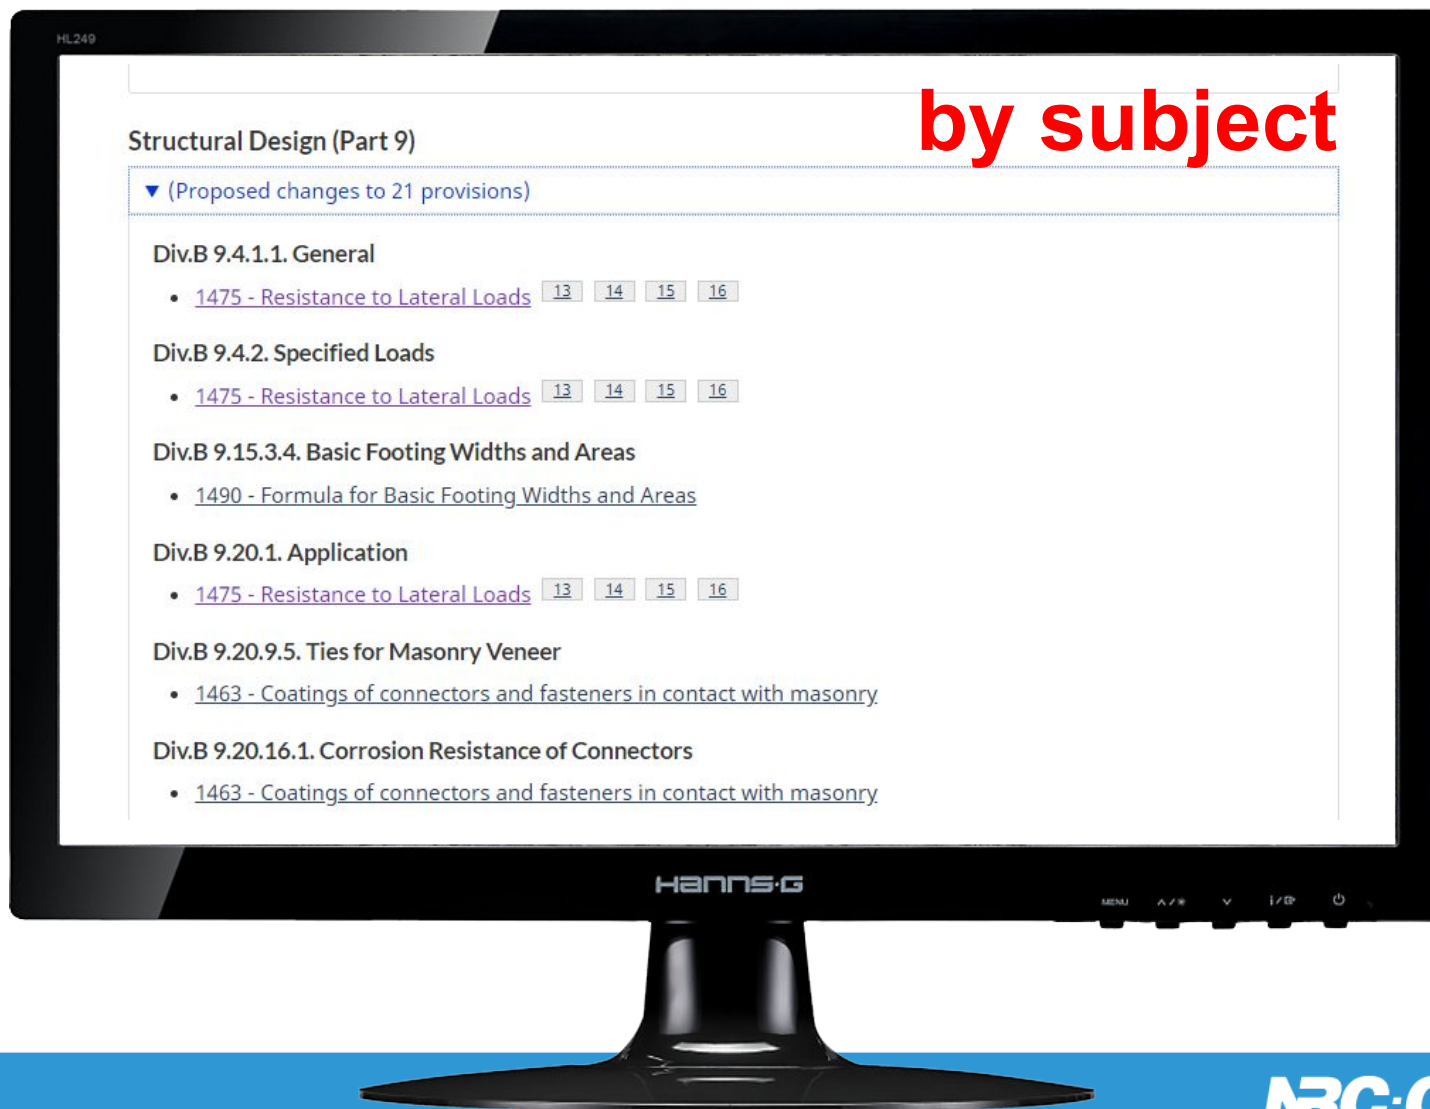 HL249
by subject
Structural Design (Part 9)
▼ (Proposed changes to 21 provisions)
Div.B 9.4.1.1. General
• 1475 - Resistance to Lateral Loads 13 14 15 16
Div.B 9.4.2. Specified Loads
• 1475 - Resistance to Lateral Loads 13 14 15 16
Div.B 9.15.3.4. Basic Footing Widths and Areas
• 1490 - Formula for Basic Footing Widths and Areas
Div.B 9.20.1. Application
• 1475 - Resistance to Lateral Loads 13 14 15 16
Div.B 9.20.9.5. Ties for Masonry Veneer
• 1463 - Coatings of connectors and fasteners in contact with masonry
Div.B 9.20.16.1. Corrosion Resistance of Connectors
• 1463 - Coatings of connectors and fasteners in contact with masonry
HANNS·G
MENU
NRC·C